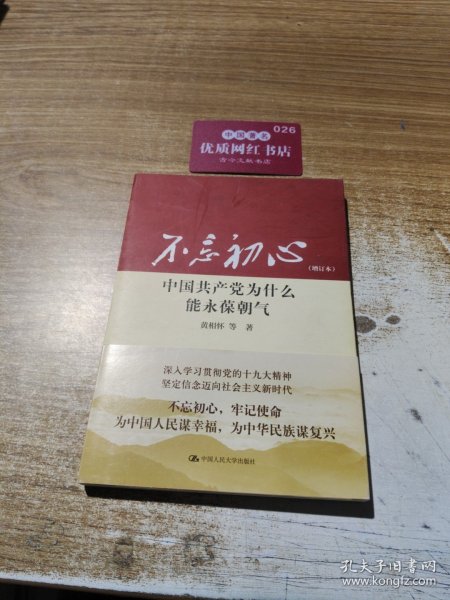 026
中国著名
优质网红书店
古今文献书店
不忘初心
(增订本)
中国共产党为什么
能永葆朝气
黄相怀 等 著
深入学习贯彻党的十九大精神
坚定信念迈向社会主义新时代
不忘初心，牢记使命
为中国人民谋幸福，为中华民族谋复兴
中国人民大学出版社
孔夫子旧书网
www.kongfz.com